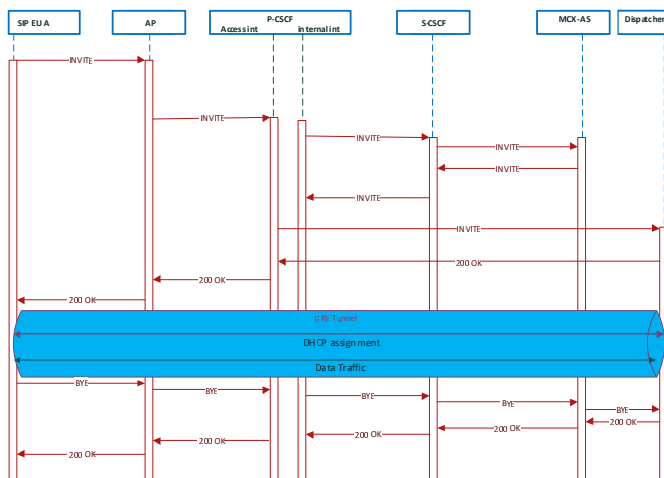 SIP EU A
AP
P-CSCF
Access int
internal int
S-CSCF
MCX-AS
Dispatcher
INVITE
INVITE
INVITE
INVITE
INVITE
INVITE
INVITE
200 OK
200 OK
200 OK
GRE Tunnel
DHCP assignment
Data Traffic
BYE
BYE
BYE
BYE
BYE
200 OK
200 OK
200 OK
200 OK
200 OK